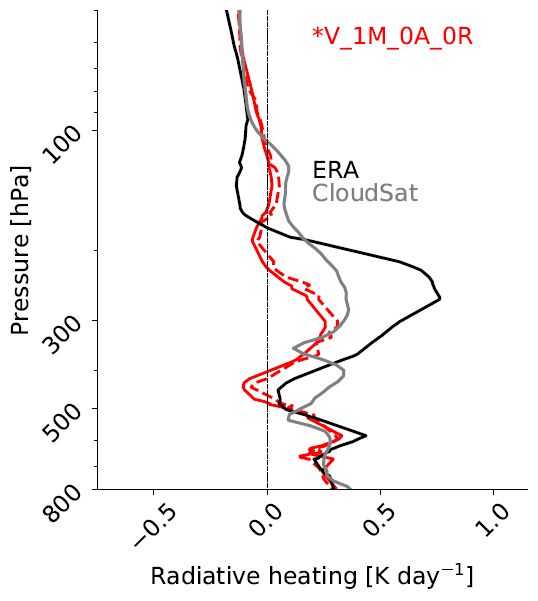 *V_1M_0A_0R
100
ERA
CloudSat
Pressure [hPa]
300
500
800
−0.5
0.0
0.5
1.0
Radiative heating [K day⁻¹]